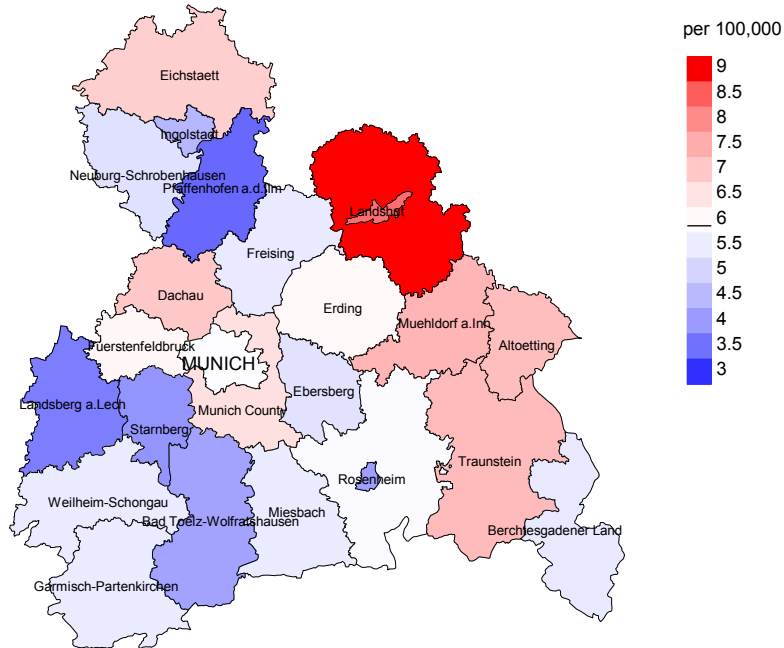 per 100,000
9
8.5
8
7.5
7
6.5
6
5.5
5
4.5
4
3.5
3
Eichstaett
Ingolstadt
Neuburg-Schrobenhausen
Pfaffenhofen a.d.Ilm
Landshut
Freising
Dachau
Erding
Muehldorf a.Inn
Altoetting
Fuerstenfeldbruck
MUNICH
Ebersberg
Landsberg a.Lech
Munich County
Starnberg
Traunstein
Rosenheim
Weilheim-Schongau
Miesbach
Bad Toelz-Wolfratshausen
Berchtesgadener Land
Garmisch-Partenkirchen